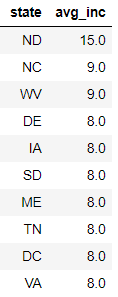 state avg_inc
ND 15.0
NC 9.0
WV 9.0
DE 8.0
IA 8.0
SD 8.0
ME 8.0
TN 8.0
DC 8.0
VA 8.0